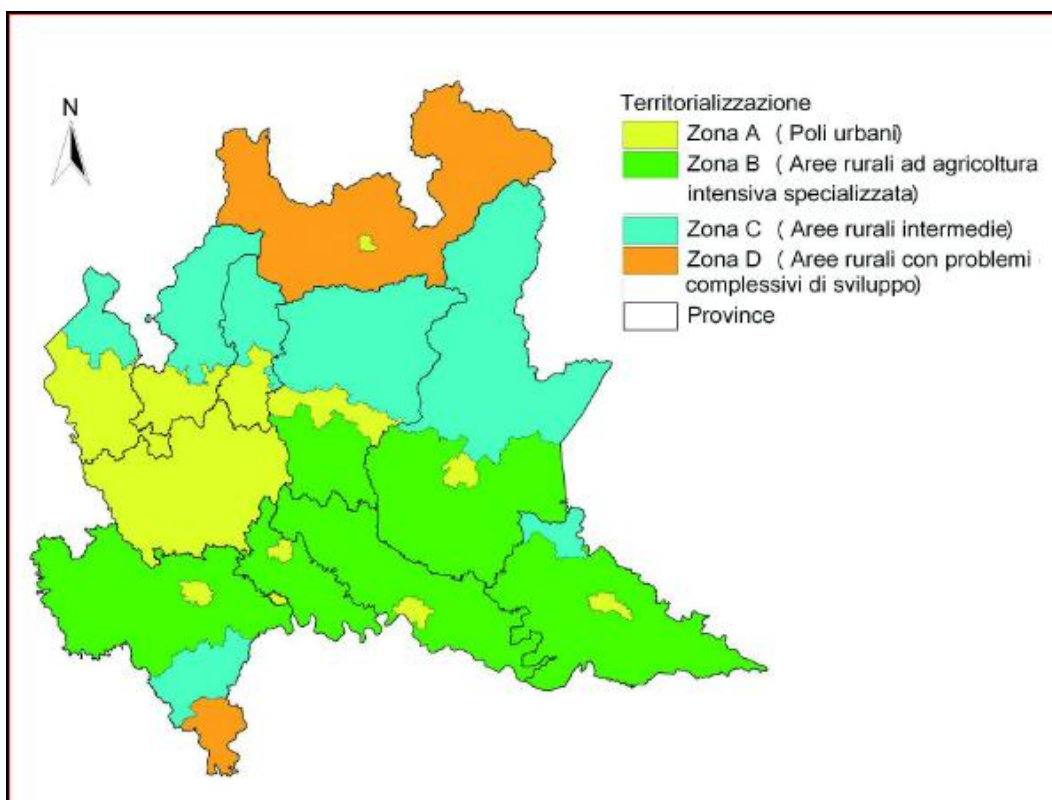 N
Territorializzazione
Zona A ( Poli urbani)
Zona B ( Aree rurali ad agricoltura
intensiva specializzata)
Zona C ( Aree rurali intermedie)
Zona D ( Aree rurali con problemi
complessivi di sviluppo)
Province